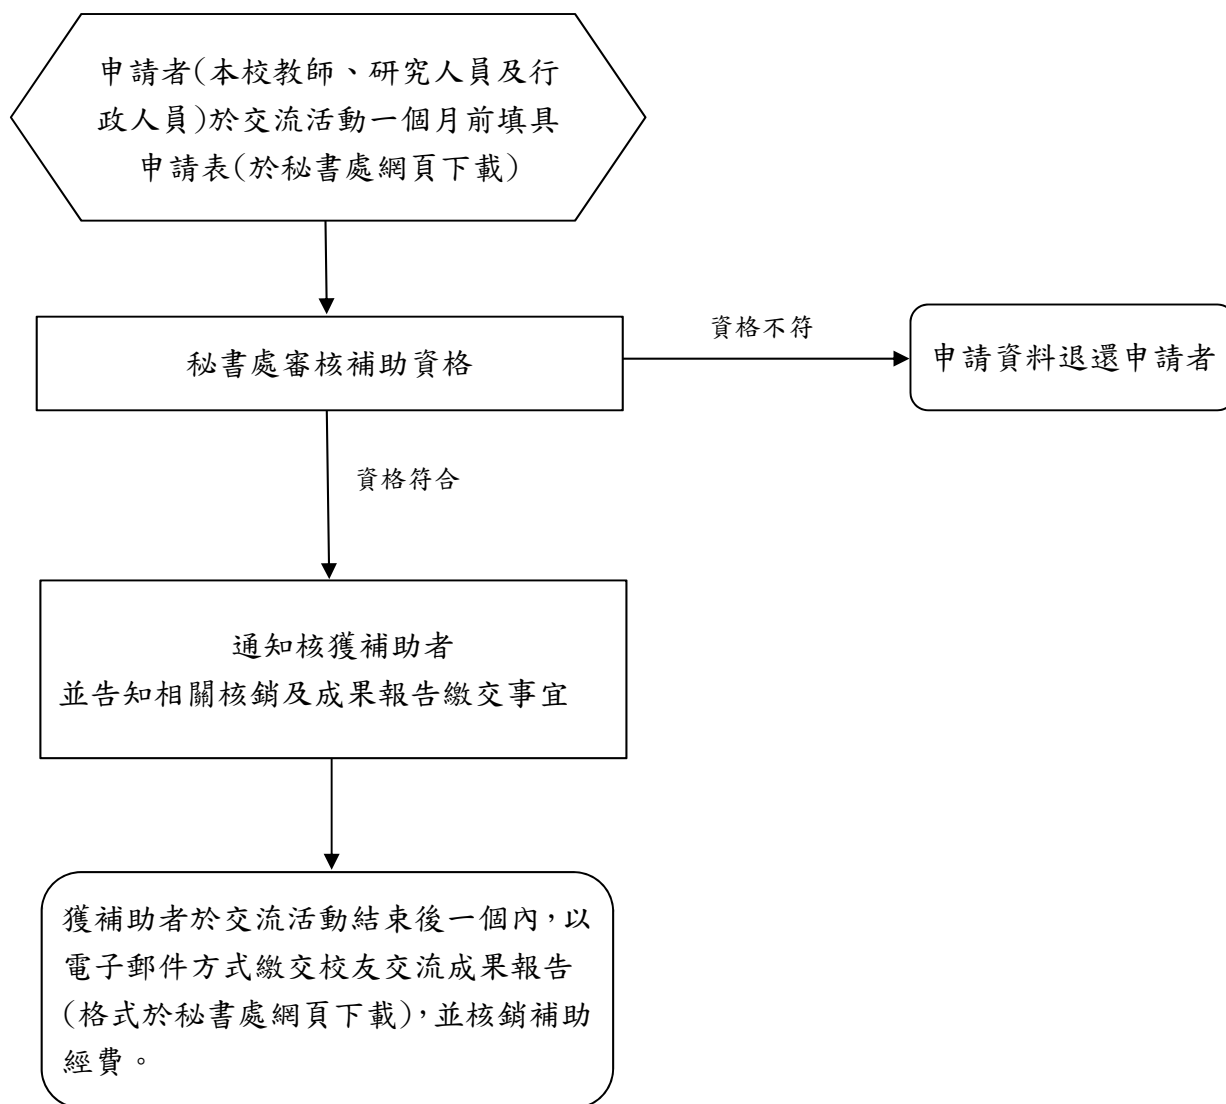 申請者(本校教師、研究人員及行
政人員)於交流活動一個月前填具
申請表(於秘書處網頁下載)
秘書處審核補助資格
資格不符
申請資料退還申請者
資格符合
通知核獲補助者
並告知相關核銷及成果報告繳交事宜
獲補助者於交流活動結束後一個內，以
電子郵件方式繳交校友交流成果報告
(格式於秘書處網頁下載)，並核銷補助
經費。